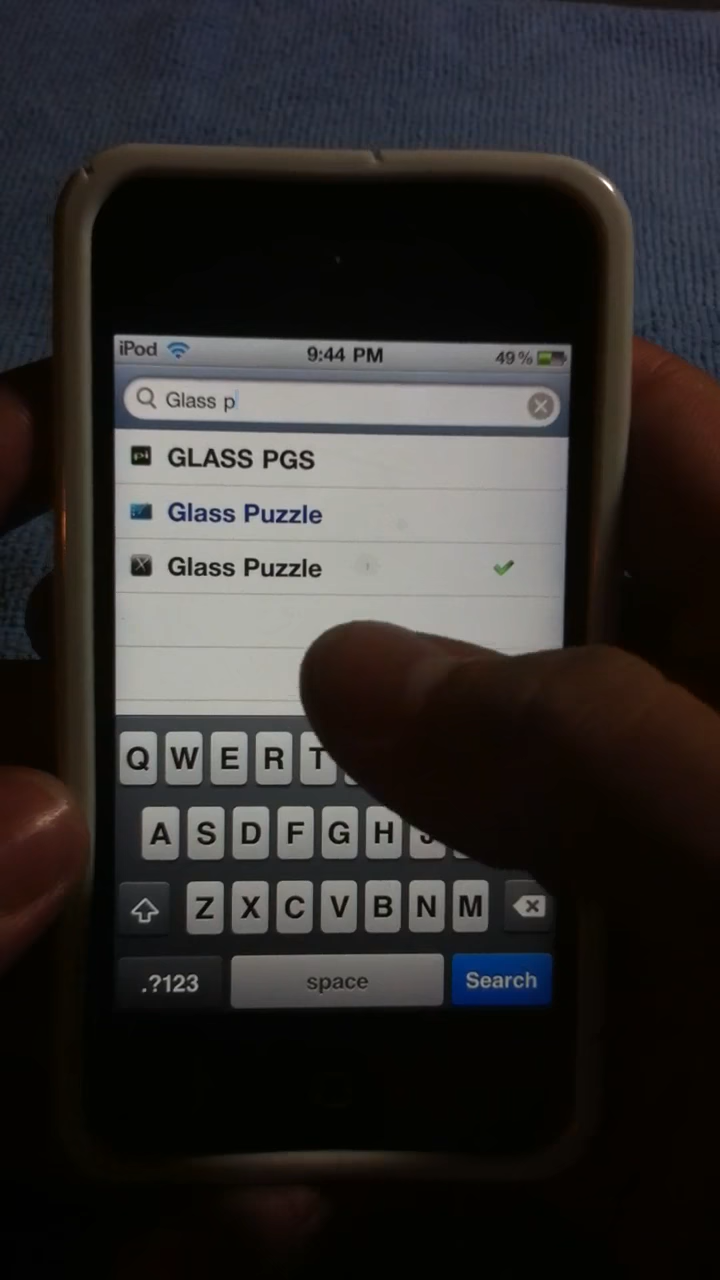 iPod 9:44 PM 49%
Glass p
GLASS PGS
Glass Puzzle
Glass Puzzle
Q W E R T
A S D F G H J
Z X C V B N M
.?123 space Search